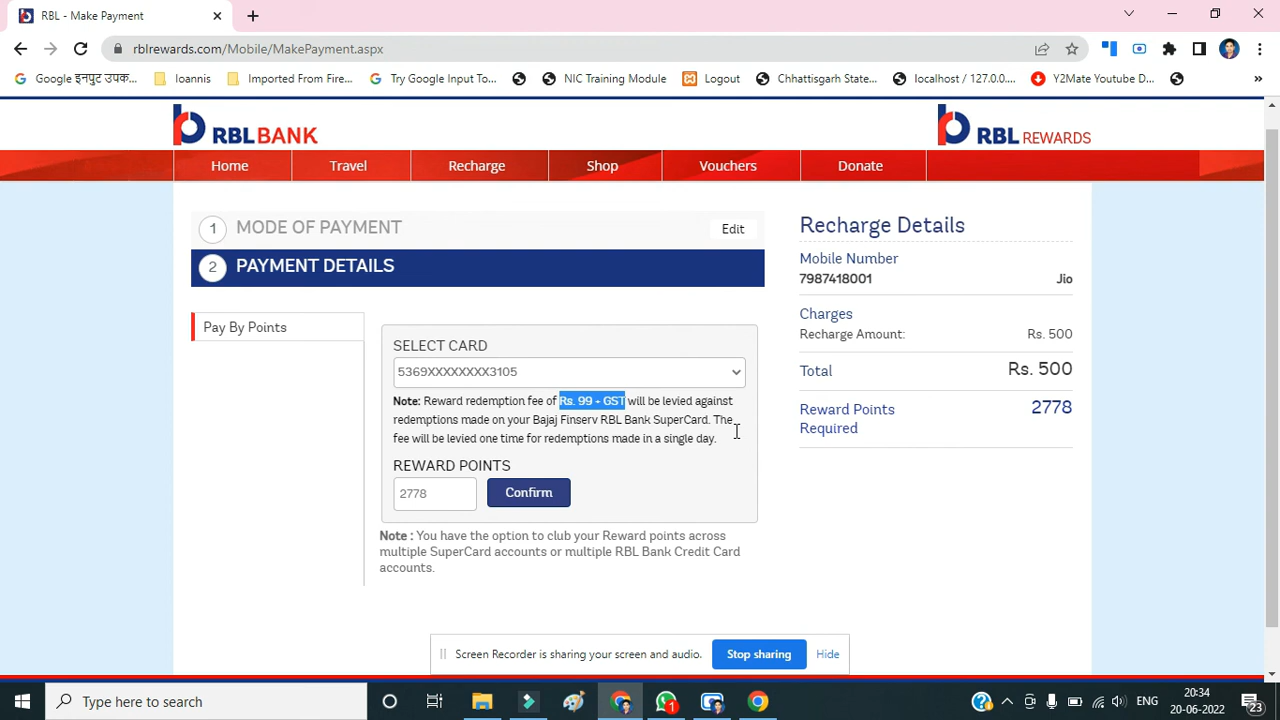 RBL - Make Payment
rblrewards.com/Mobile/MakePayment.aspx
Google इनपुट उपक... Ioannis Imported From Fire... Try Google Input To... NIC Training Module Logout Chhattisgarh State... localhost / 127.0.0.... Y2Mate Youtube D... »
RBL BANK
RBL REWARDS
Home Travel Recharge Shop Vouchers Donate
1 MODE OF PAYMENT Edit
2 PAYMENT DETAILS
Pay By Points
SELECT CARD
5369XXXXXXXX3105
Note: Reward redemption fee of Rs. 99 + GST will be levied against
redemptions made on your Bajaj Finserv RBL Bank SuperCard. The
fee will be levied one time for redemptions made in a single day.
REWARD POINTS
2778 Confirm
Note : You have the option to club your Reward points across
multiple SuperCard accounts or multiple RBL Bank Credit Card
accounts.
Recharge Details
Mobile Number
7987418001 Jio
Charges
Recharge Amount: Rs. 500
Total Rs. 500
Reward Points 2778
Required
Screen Recorder is sharing your screen and audio. Stop sharing Hide
Type here to search
1
ENG
20:34
20-06-2022
23